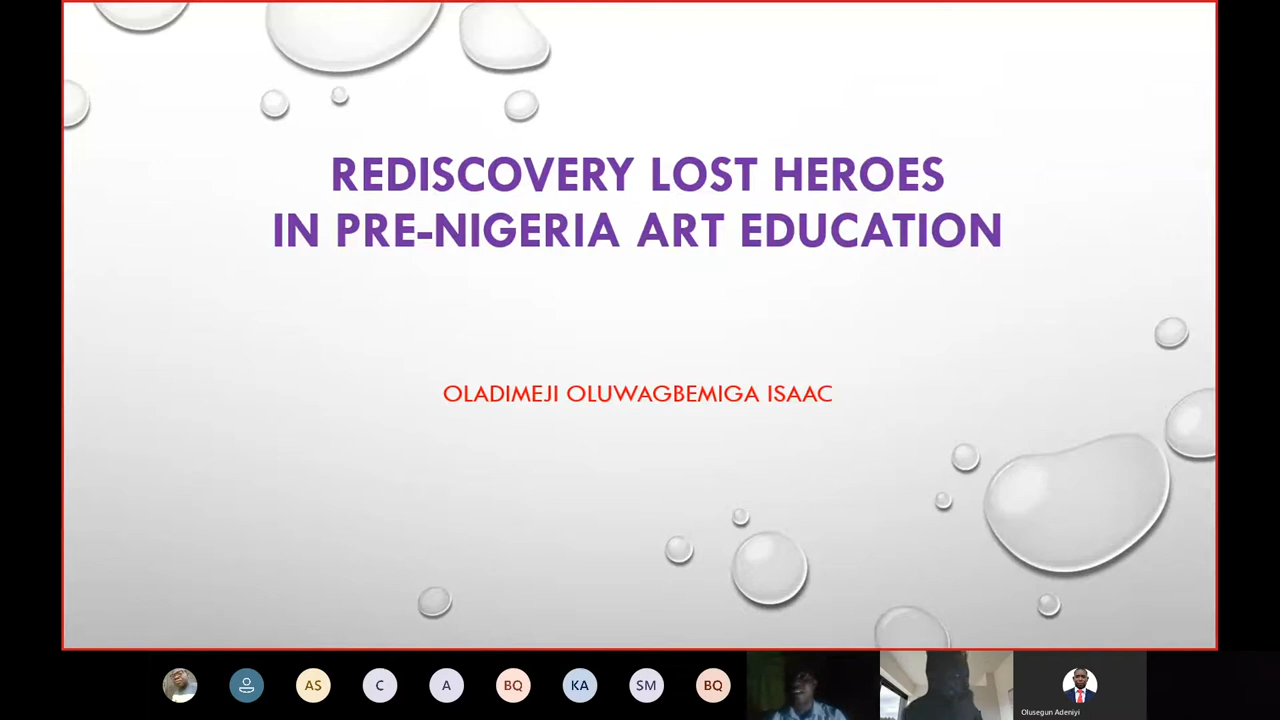 REDISCOVERY LOST HEROES
IN PRE-NIGERIA ART EDUCATION
OLADIMEJI OLUWAGBEMIGA ISAAC
AS C A BQ KA SM BQ
Olusegun Adeniyi